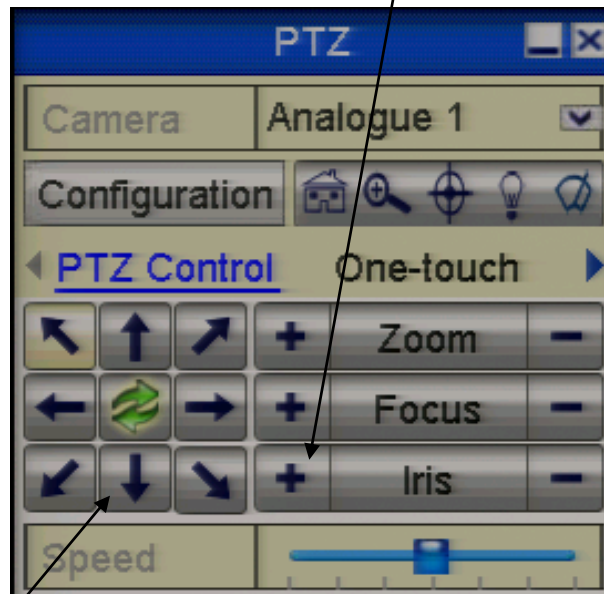 PTZ
Camera Analogue 1
Configuration
PTZ Control One-touch
+ Zoom −
+ Focus −
+ Iris −
Speed